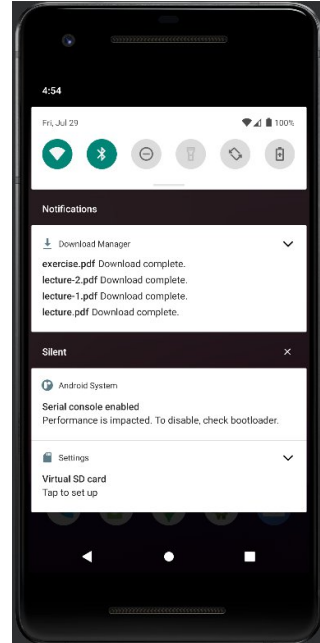 4:54
Fri, Jul 29
100%
Notifications
Download Manager
exercise.pdf Download complete.
lecture-2.pdf Download complete.
lecture-1.pdf Download complete.
lecture.pdf Download complete.
Silent
Android System
Serial console enabled
Performance is impacted. To disable, check bootloader.
Settings
Virtual SD card
Tap to set up